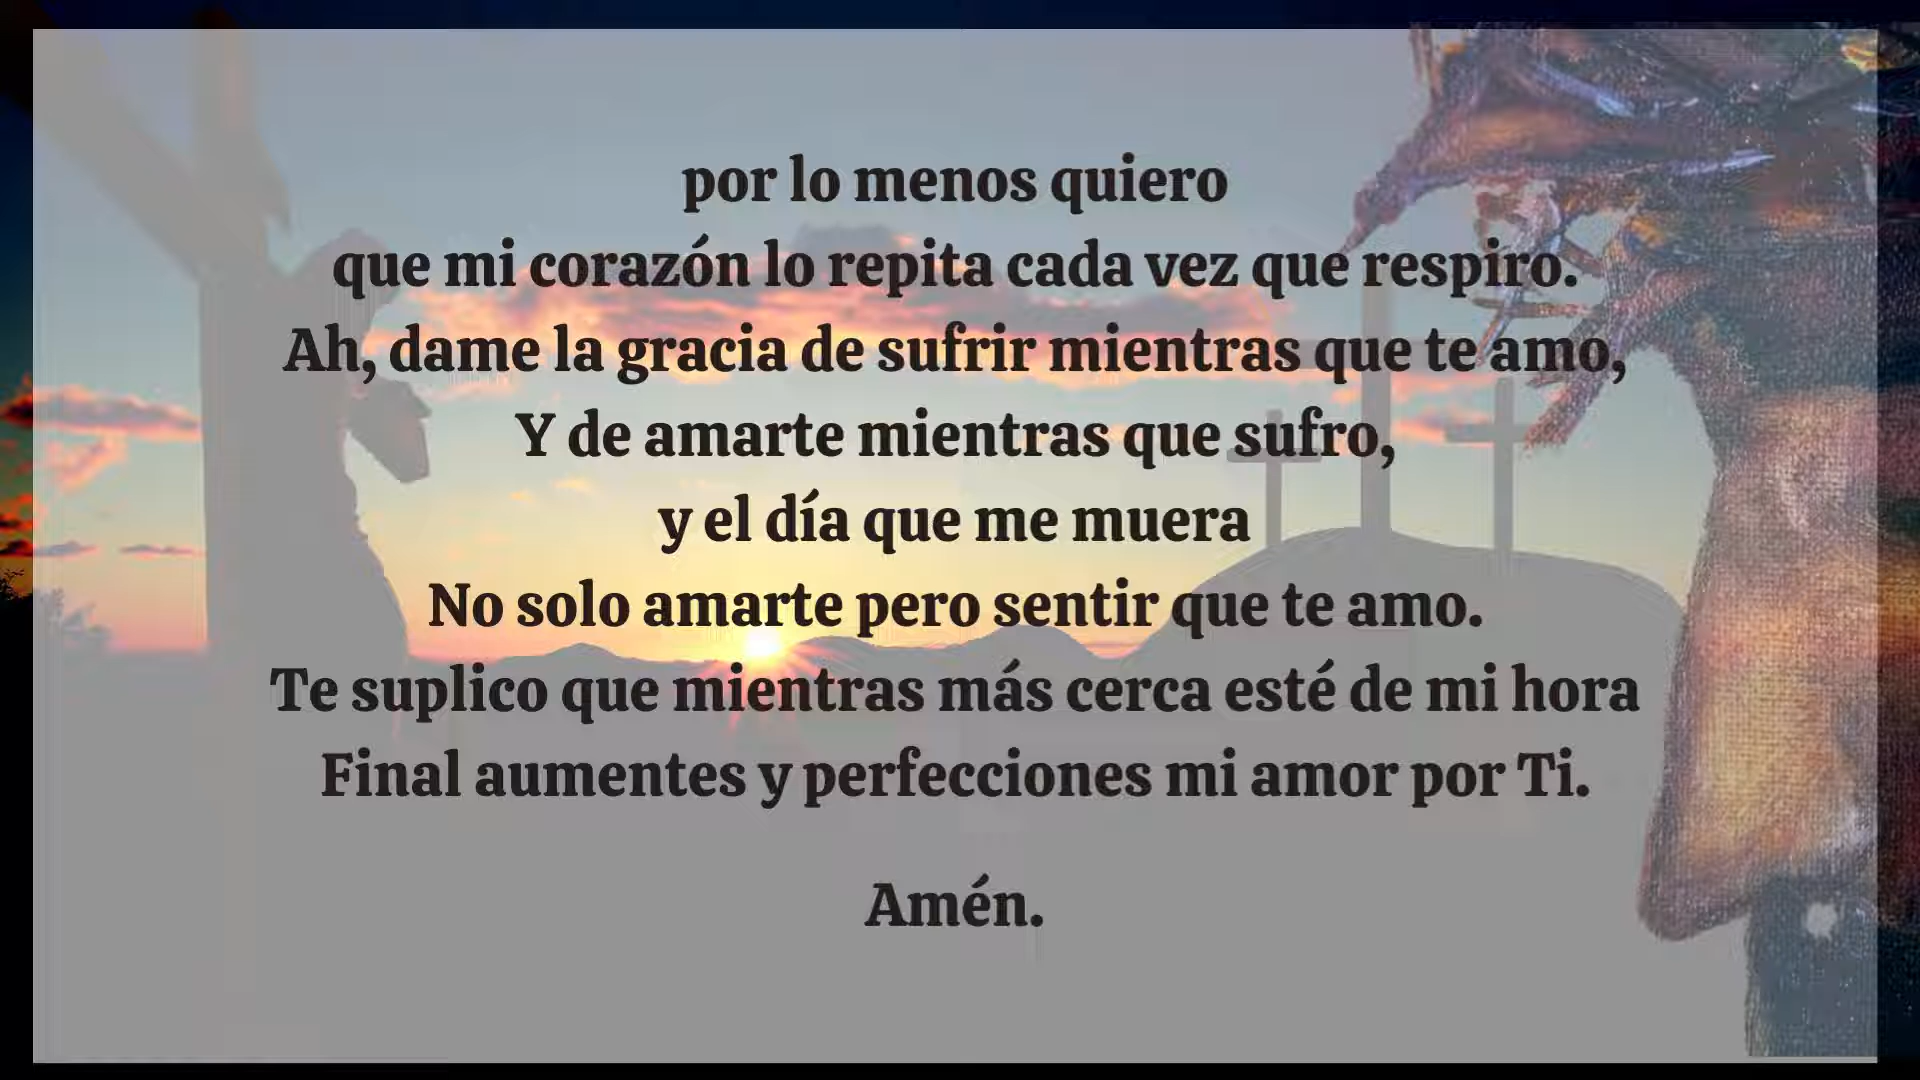 por lo menos quiero
que mi corazón lo repita cada vez que respiro.
Ah, dame la gracia de sufrir mientras que te amo,
Y de amarte mientras que sufro,
y el día que me muera
No solo amarte pero sentir que te amo.
Te suplico que mientras más cerca esté de mi hora
Final aumentes y perfecciones mi amor por Ti.
Amén.